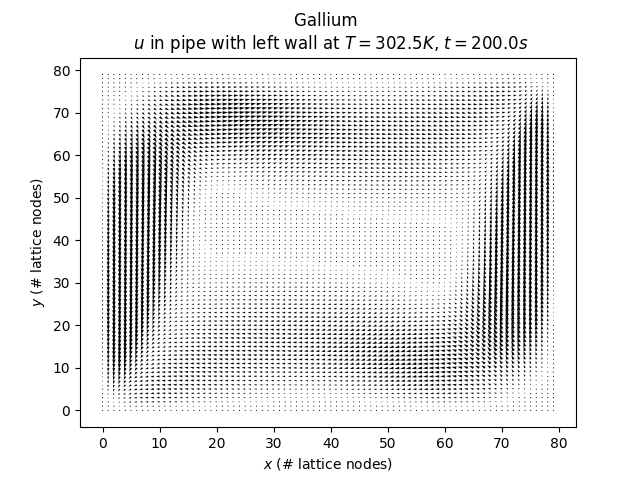 Gallium
u in pipe with left wall at T = 302.5K, t = 200.0s
80
70
60
50
40
30
20
10
0
y (# lattice nodes)
0 10 20 30 40 50 60 70 80
x (# lattice nodes)